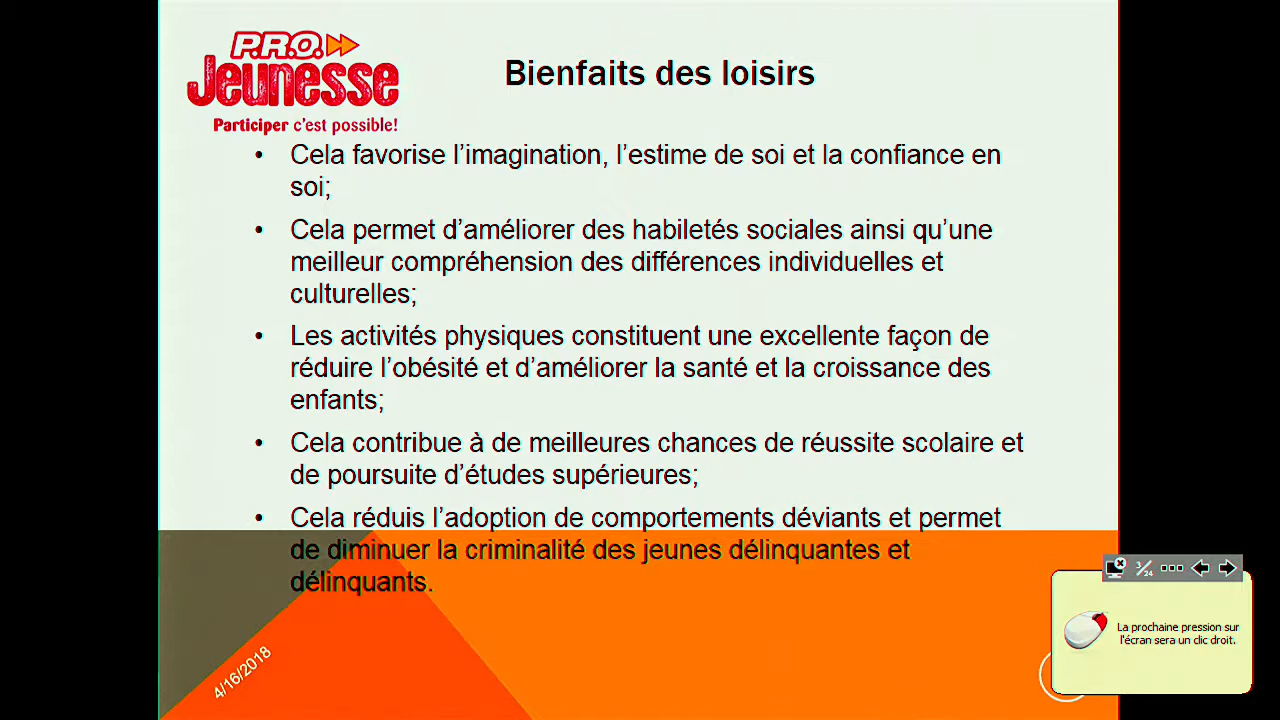 P.R.O.
Jeunesse
Participer c'est possible!
Bienfaits des loisirs
• Cela favorise l’imagination, l’estime de soi et la confiance en
soi;
• Cela permet d’améliorer des habiletés sociales ainsi qu’une
meilleur compréhension des différences individuelles et
culturelles;
• Les activités physiques constituent une excellente façon de
réduire l’obésité et d’améliorer la santé et la croissance des
enfants;
• Cela contribue à de meilleures chances de réussite scolaire et
de poursuite d’études supérieures;
• Cela réduis l’adoption de comportements déviants et permet
de diminuer la criminalité des jeunes délinquantes et
délinquants.
4/16/2018
3/24
La prochaine pression sur
l'écran sera un clic droit.